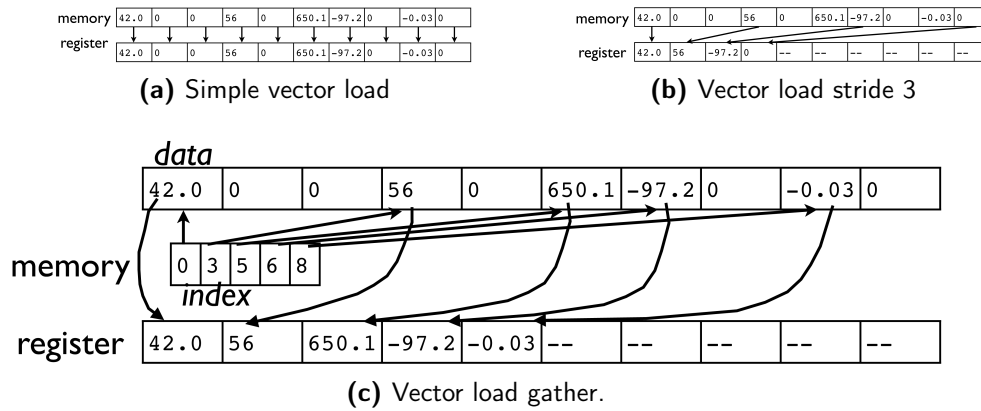 memory 42.0 0 0 56 0 650.1 -97.2 0 -0.03 0
register 42.0 0 0 56 0 650.1 -97.2 0 -0.03 0
(a) Simple vector load
memory 42.0 0 0 56 0 650.1 -97.2 0 -0.03 0
register 42.0 56 -97.2 0 -- -- -- -- -- --
(b) Vector load stride 3
data
42.0 0 0 56 0 650.1 -97.2 0 -0.03 0
memory 0 3 5 6 8
index
register 42.0 56 650.1 -97.2 -0.03 -- -- -- -- --
(c) Vector load gather.